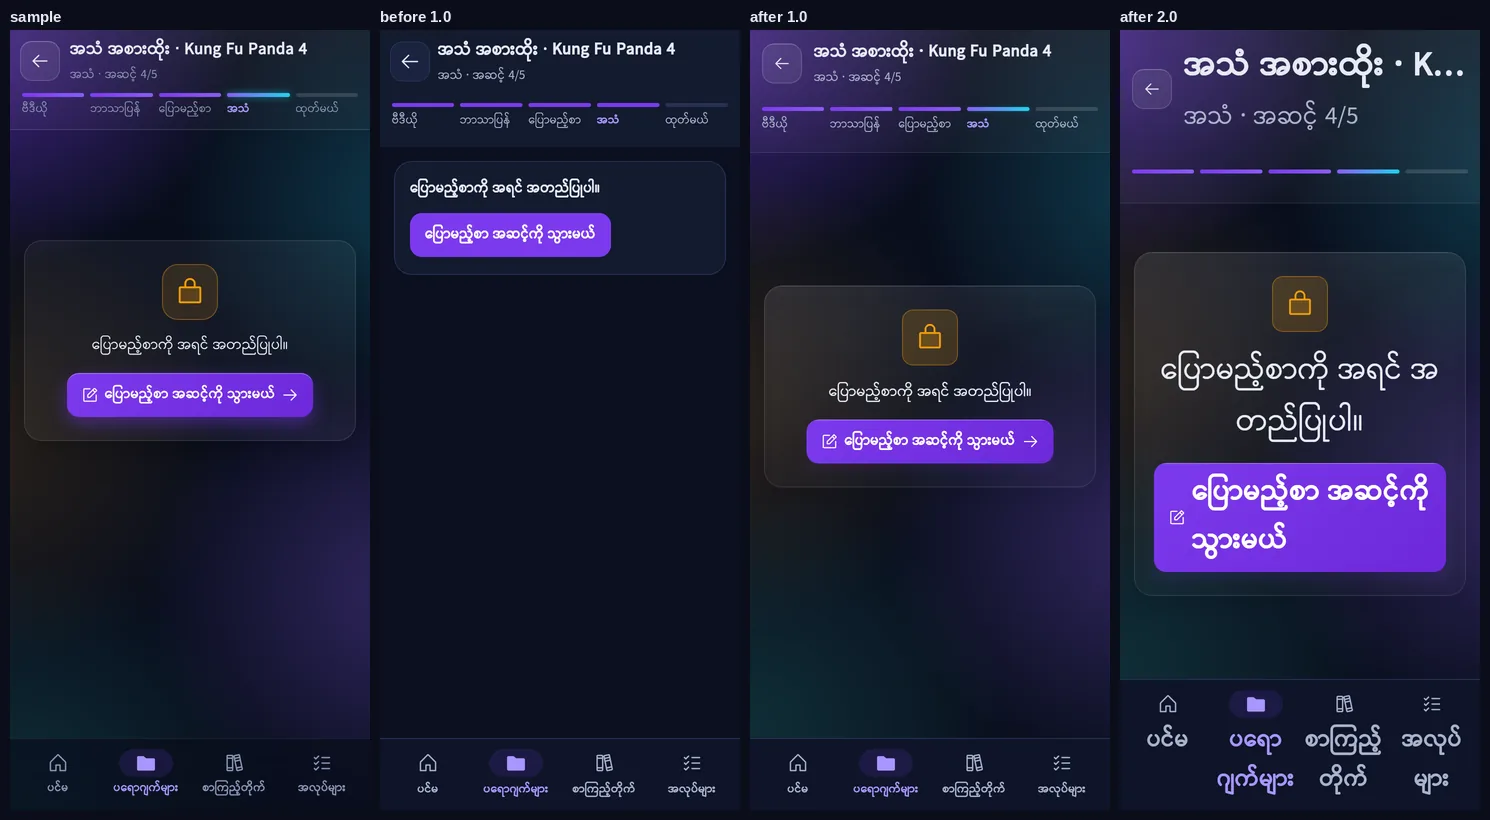 sample
အသံ အစားထိုး · Kung Fu Panda 4
အသံ · အဆင့် 4/5
ဗီဒီယို ဘာသာပြန် ပြောမည့်စာ အသံ ထုတ်မယ်
ပြောမည့်စာကို အရင် အတည်ပြုပါ။
ပြောမည့်စာ အဆင့်ကို သွားမယ်
ပင်မ ပရောဂျက်များ စာကြည့်တိုက် အလုပ်များ
before 1.0
အသံ အစားထိုး · Kung Fu Panda 4
အသံ · အဆင့် 4/5
ဗီဒီယို ဘာသာပြန် ပြောမည့်စာ အသံ ထုတ်မယ်
ပြောမည့်စာကို အရင် အတည်ပြုပါ။
ပြောမည့်စာ အဆင့်ကို သွားမယ်
ပင်မ ပရောဂျက်များ စာကြည့်တိုက် အလုပ်များ
after 1.0
အသံ အစားထိုး · Kung Fu Panda 4
အသံ · အဆင့် 4/5
ဗီဒီယို ဘာသာပြန် ပြောမည့်စာ အသံ ထုတ်မယ်
ပြောမည့်စာကို အရင် အတည်ပြုပါ။
ပြောမည့်စာ အဆင့်ကို သွားမယ်
ပင်မ ပရောဂျက်များ စာကြည့်တိုက် အလုပ်များ
after 2.0
အသံ အစားထိုး · K...
အသံ · အဆင့် 4/5
ပြောမည့်စာကို အရင် အ
တည်ပြုပါ။
ပြောမည့်စာ အဆင့်ကို
သွားမယ်
ပင်မ ပရော စာကြည့် အလုပ်
ဂျက်များ တိုက် များ